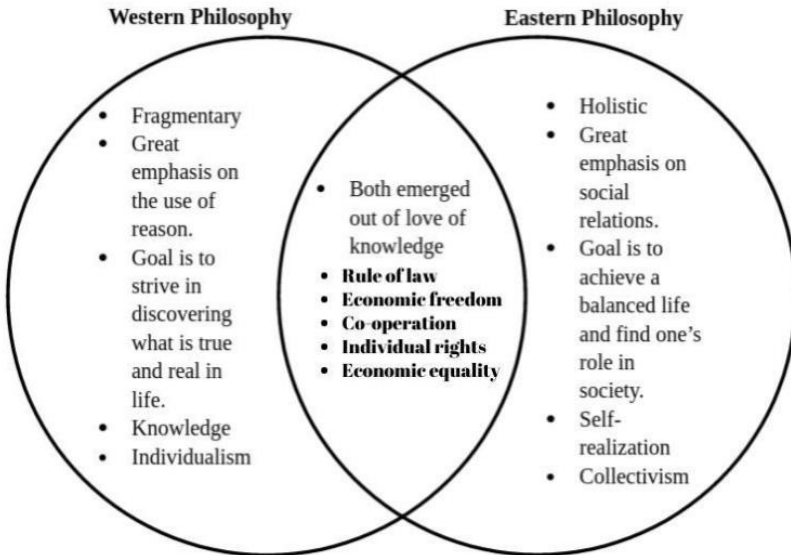 Western Philosophy
Eastern Philosophy
• Fragmentary
• Great
emphasis on
the use of
reason.
• Goal is to
strive in
discovering
what is true
and real in
life.
• Knowledge
• Individualism
• Both emerged
out of love of
knowledge
• Rule of law
• Economic freedom
• Co-operation
• Individual rights
• Economic equality
• Holistic
• Great
emphasis on
social
relations.
• Goal is to
achieve a
balanced life
and find one’s
role in
society.
• Self-
realization
• Collectivism